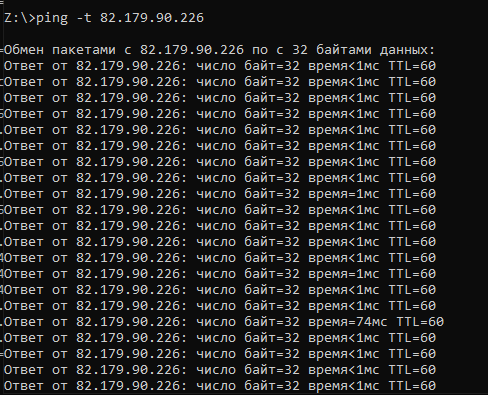 Z:\>ping -t 82.179.90.226
Обмен пакетами с 82.179.90.226 по с 32 байтами данных:
Ответ от 82.179.90.226: число байт=32 время<1мс TTL=60
Ответ от 82.179.90.226: число байт=32 время<1мс TTL=60
Ответ от 82.179.90.226: число байт=32 время<1мс TTL=60
Ответ от 82.179.90.226: число байт=32 время<1мс TTL=60
Ответ от 82.179.90.226: число байт=32 время<1мс TTL=60
Ответ от 82.179.90.226: число байт=32 время<1мс TTL=60
Ответ от 82.179.90.226: число байт=32 время<1мс TTL=60
Ответ от 82.179.90.226: число байт=32 время<1мс TTL=60
Ответ от 82.179.90.226: число байт=32 время=1мс TTL=60
Ответ от 82.179.90.226: число байт=32 время<1мс TTL=60
Ответ от 82.179.90.226: число байт=32 время<1мс TTL=60
Ответ от 82.179.90.226: число байт=32 время<1мс TTL=60
Ответ от 82.179.90.226: число байт=32 время<1мс TTL=60
Ответ от 82.179.90.226: число байт=32 время=1мс TTL=60
Ответ от 82.179.90.226: число байт=32 время<1мс TTL=60
Ответ от 82.179.90.226: число байт=32 время<1мс TTL=60
Ответ от 82.179.90.226: число байт=32 время=74мс TTL=60
Ответ от 82.179.90.226: число байт=32 время<1мс TTL=60
Ответ от 82.179.90.226: число байт=32 время<1мс TTL=60
Ответ от 82.179.90.226: число байт=32 время<1мс TTL=60
Ответ от 82.179.90.226: число байт=32 время<1мс TTL=60